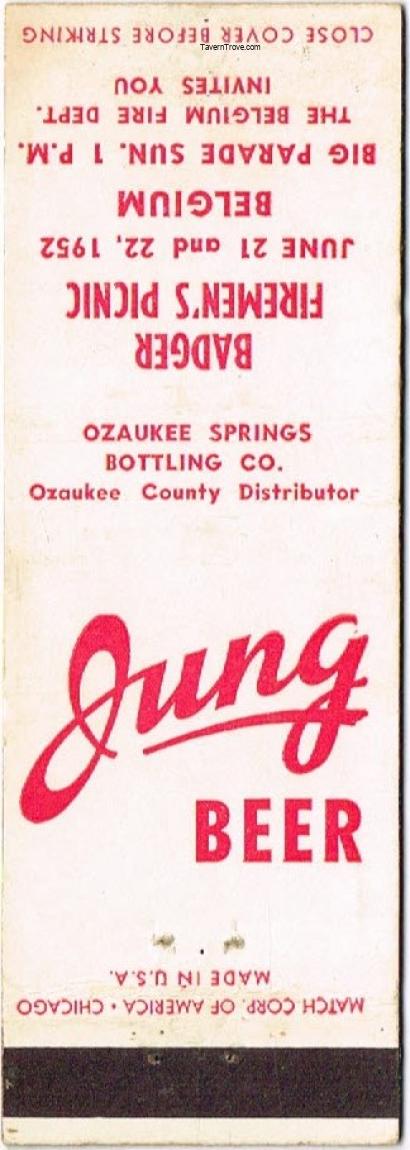 CLOSE COVER BEFORE STRIKING
TavernTrove.com
BADGER
FIREMEN'S PICNIC
JUNE 21 and 22, 1952
BELGIUM
BIG PARADE SUN. 1 P.M.
THE BELGIUM FIRE DEPT.
INVITES YOU
OZAUKEE SPRINGS
BOTTLING CO.
Ozaukee County Distributor
Jung
BEER
MATCH CORP. OF AMERICA • CHICAGO
MADE IN U.S.A.